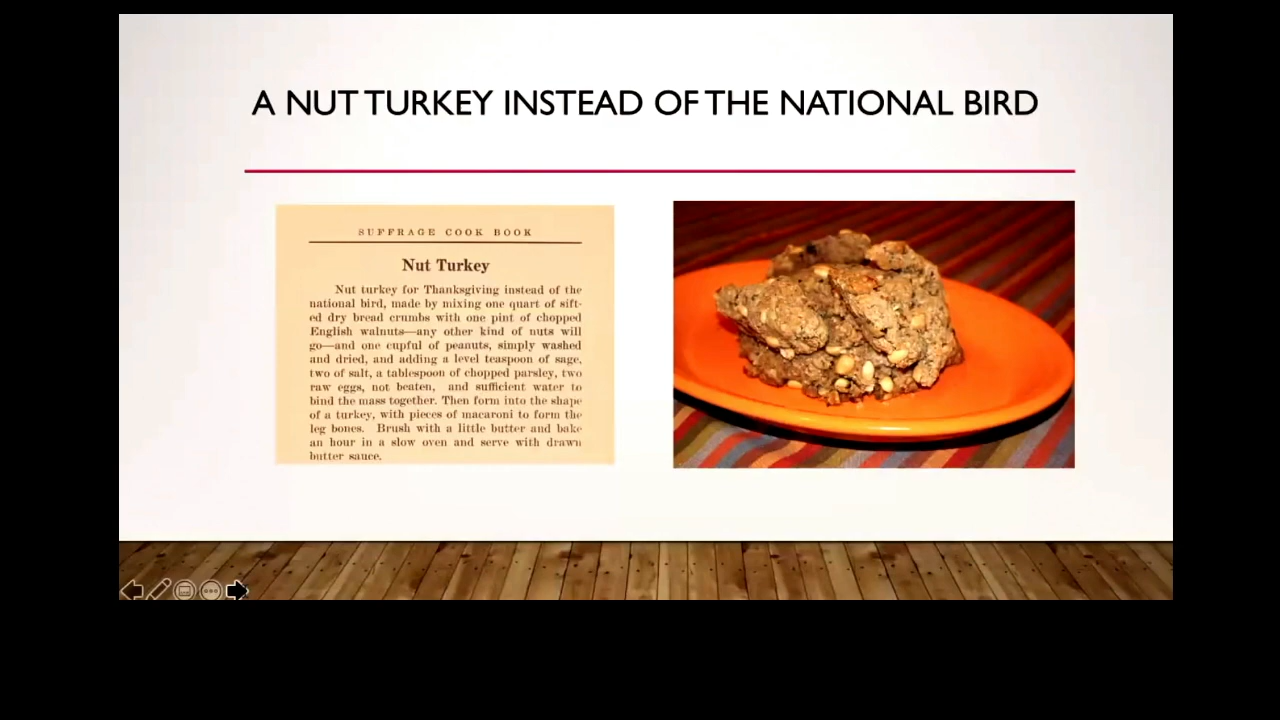 A NUT TURKEY INSTEAD OF THE NATIONAL BIRD
SUFFRAGE COOK BOOK
Nut Turkey
Nut turkey for Thanksgiving instead of the
national bird, made by mixing one quart of sift-
ed dry bread crumbs with one pint of chopped
English walnuts—any other kind of nuts will
go—and one cupful of peanuts, simply washed
and dried, and adding a level teaspoon of sage,
two of salt, a tablespoon of chopped parsley, two
raw eggs, not beaten, and sufficient water to
bind the mass together. Then form into the shape
of a turkey, with pieces of macaroni to form the
leg bones. Brush with a little butter and bake
an hour in a slow oven and serve with drawn
butter sauce.